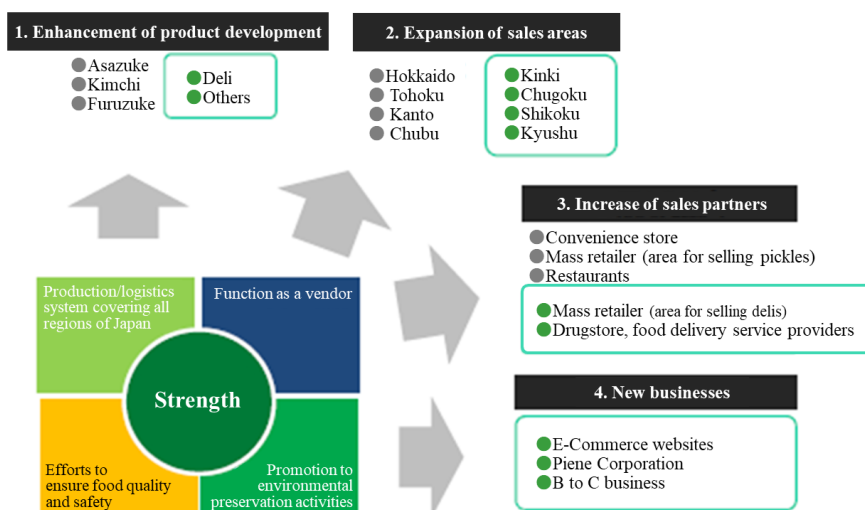 1. Enhancement of product development
Asazuke
Kimchi
Furuzuke
Deli
Others
2. Expansion of sales areas
Hokkaido
Tohoku
Kanto
Chubu
Kinki
Chugoku
Shikoku
Kyushu
3. Increase of sales partners
Convenience store
Mass retailer (area for selling pickles)
Restaurants
Mass retailer (area for selling delis)
Drugstore, food delivery service providers
4. New businesses
E-Commerce websites
Piene Corporation
B to C business
Production/logistics
system covering all
regions of Japan
Function as a vendor
Strength
Efforts to
ensure food quality
and safety
Promotion to
environmental
preservation activities